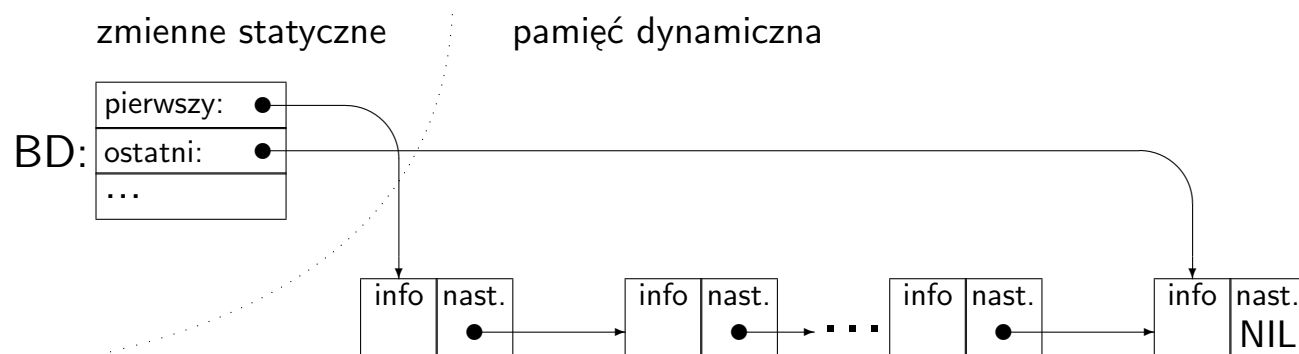 zmienne statyczne pamięć dynamiczna
pierwszy:
BD: ostatni:
...
info nast. info nast. info nast. info nast.
... NIL